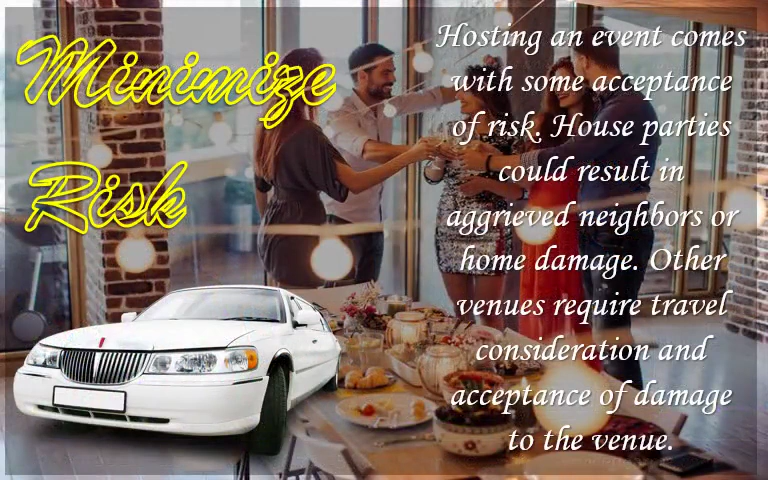 Minimize
Risk
Hosting an event comes
with some acceptance
of risk. House parties
could result in
aggrieved neighbors or
home damage. Other
venues require travel
consideration and
acceptance of damage
to the venue.